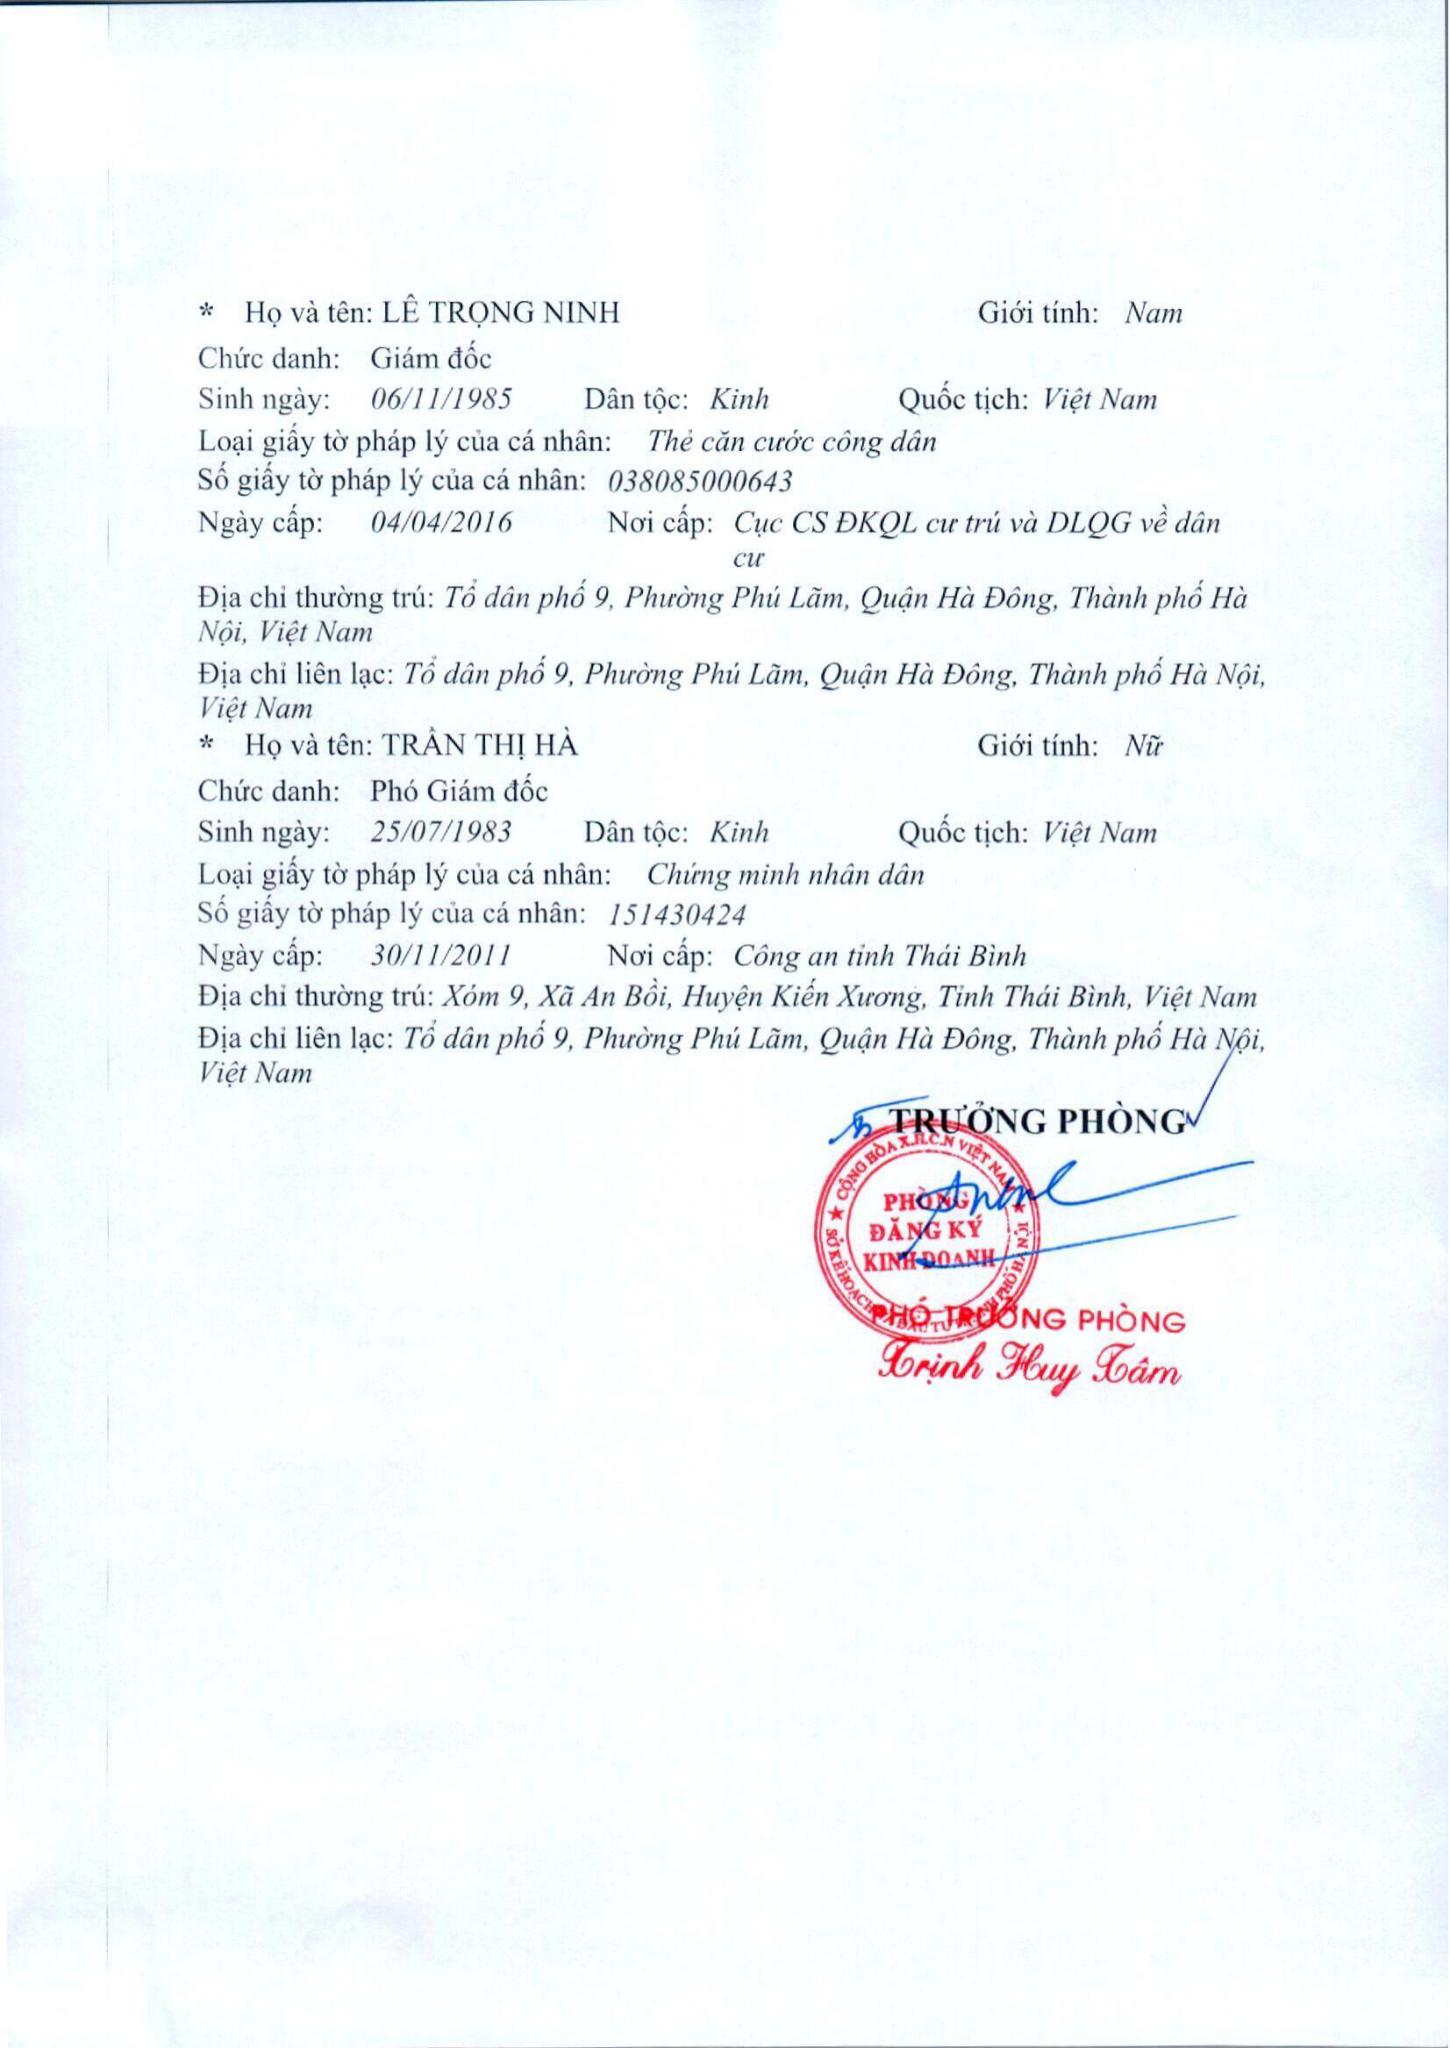 * Họ và tên: LÊ TRỌNG NINH Giới tính: Nam
Chức danh: Giám đốc
Sinh ngày: 06/11/1985 Dân tộc: Kinh Quốc tịch: Việt Nam
Loại giấy tờ pháp lý của cá nhân: Thẻ căn cước công dân
Số giấy tờ pháp lý của cá nhân: 038085000643
Ngày cấp: 04/04/2016 Nơi cấp: Cục CS ĐKQL cư trú và DLQG về dân
cư
Địa chỉ thường trú: Tổ dân phố 9, Phường Phú Lãm, Quận Hà Đông, Thành phố Hà
Nội, Việt Nam
Địa chỉ liên lạc: Tổ dân phố 9, Phường Phú Lãm, Quận Hà Đông, Thành phố Hà Nội,
Việt Nam
* Họ và tên: TRẦN THỊ HÀ Giới tính: Nữ
Chức danh: Phó Giám đốc
Sinh ngày: 25/07/1983 Dân tộc: Kinh Quốc tịch: Việt Nam
Loại giấy tờ pháp lý của cá nhân: Chứng minh nhân dân
Số giấy tờ pháp lý của cá nhân: 151430424
Ngày cấp: 30/11/2011 Nơi cấp: Công an tỉnh Thái Bình
Địa chỉ thường trú: Xóm 9, Xã An Bồi, Huyện Kiến Xương, Tỉnh Thái Bình, Việt Nam
Địa chỉ liên lạc: Tổ dân phố 9, Phường Phú Lãm, Quận Hà Đông, Thành phố Hà Nội,
Việt Nam
TRƯỞNG PHÒNG
CỘNG HÒA X.H.C.N VIỆT NAM
PHÒNG
ĐĂNG KÝ
KINH DOANH
SỞ KẾ HOẠCH VÀ ĐẦU TƯ THÀNH PHỐ HÀ NỘI
PHÓ TRƯỞNG PHÒNG
Trịnh Huy Tâm